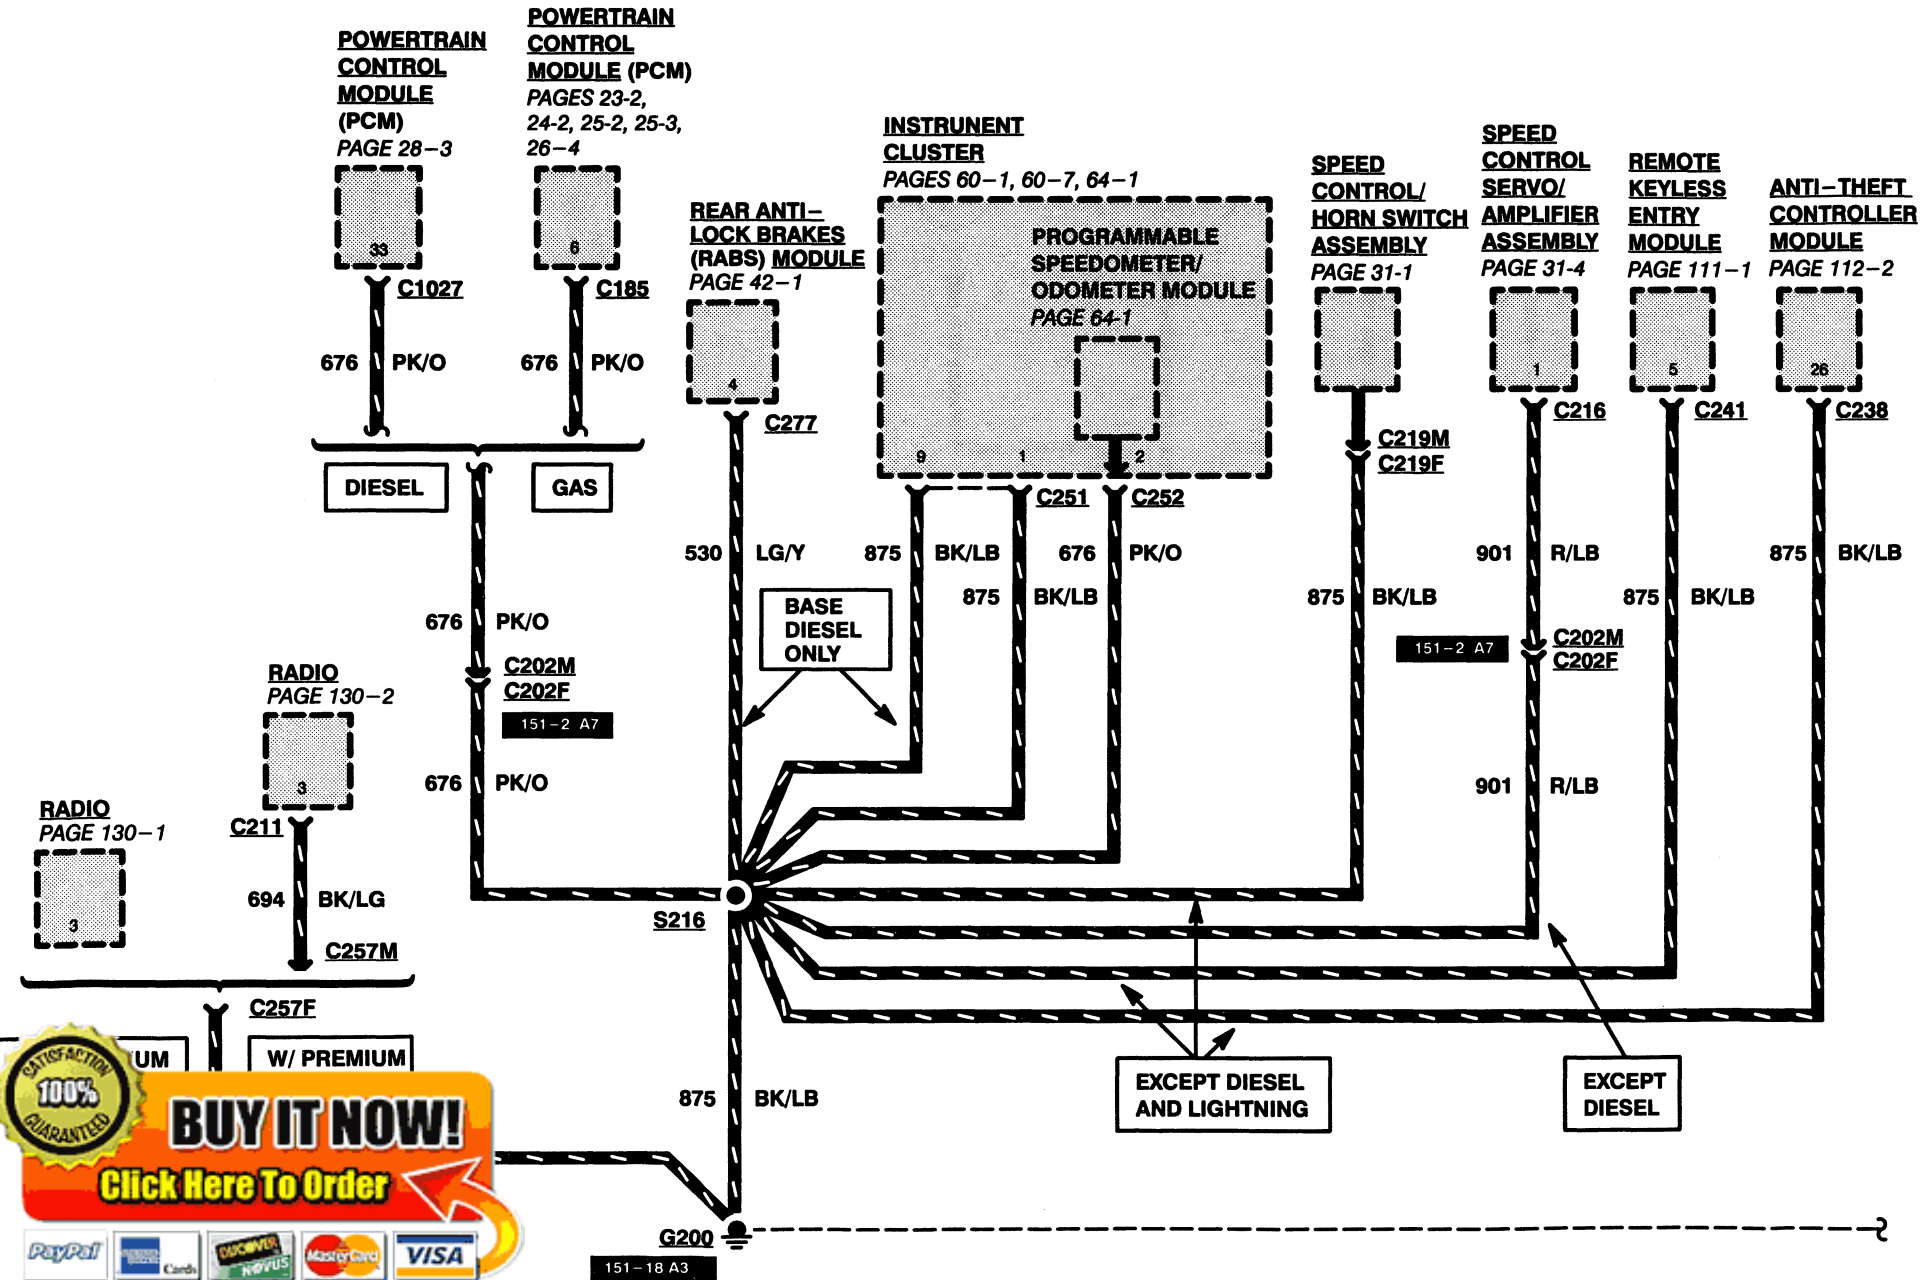 POWERTRAIN
CONTROL
MODULE
(PCM)
PAGE 28-3
33
C1027
676 PK/O
POWERTRAIN
CONTROL
MODULE (PCM)
PAGES 23-2,
24-2, 25-2, 25-3,
26-4
6
C185
676 PK/O
DIESEL
GAS
676 PK/O
C202M
C202F
151-2 A7
676 PK/O
REAR ANTI-
LOCK BRAKES
(RABS) MODULE
PAGE 42-1
4
C277
530 LG/Y
INSTRUNENT
CLUSTER
PAGES 60-1, 60-7, 64-1
PROGRAMMABLE
SPEEDOMETER/
ODOMETER MODULE
PAGE 64-1
9 1 2
C251 C252
875 BK/LB
875 BK/LB
676 PK/O
BASE
DIESEL
ONLY
SPEED
CONTROL/
HORN SWITCH
ASSEMBLY
PAGE 31-1
C219M
C219F
875 BK/LB
SPEED
CONTROL
SERVO/
AMPLIFIER
ASSEMBLY
PAGE 31-4
1
C216
901 R/LB
151-2 A7
C202M
C202F
901 R/LB
REMOTE
KEYLESS
ENTRY
MODULE
PAGE 111-1
5
C241
875 BK/LB
ANTI-THEFT
CONTROLLER
MODULE
PAGE 112-2
26
C238
875 BK/LB
RADIO
PAGE 130-2
3
C211
694 BK/LG
C257M
RADIO
PAGE 130-1
3
C257F
UM
W/ PREMIUM
S216
875 BK/LB
EXCEPT DIESEL
AND LIGHTNING
EXCEPT
DIESEL
G200
151-18 A3
SATISFACTION
100%
GUARANTEED
BUY IT NOW!
Click Here To Order
PayPal
Cards
DISCOVER
NOVUS
MasterCard
VISA